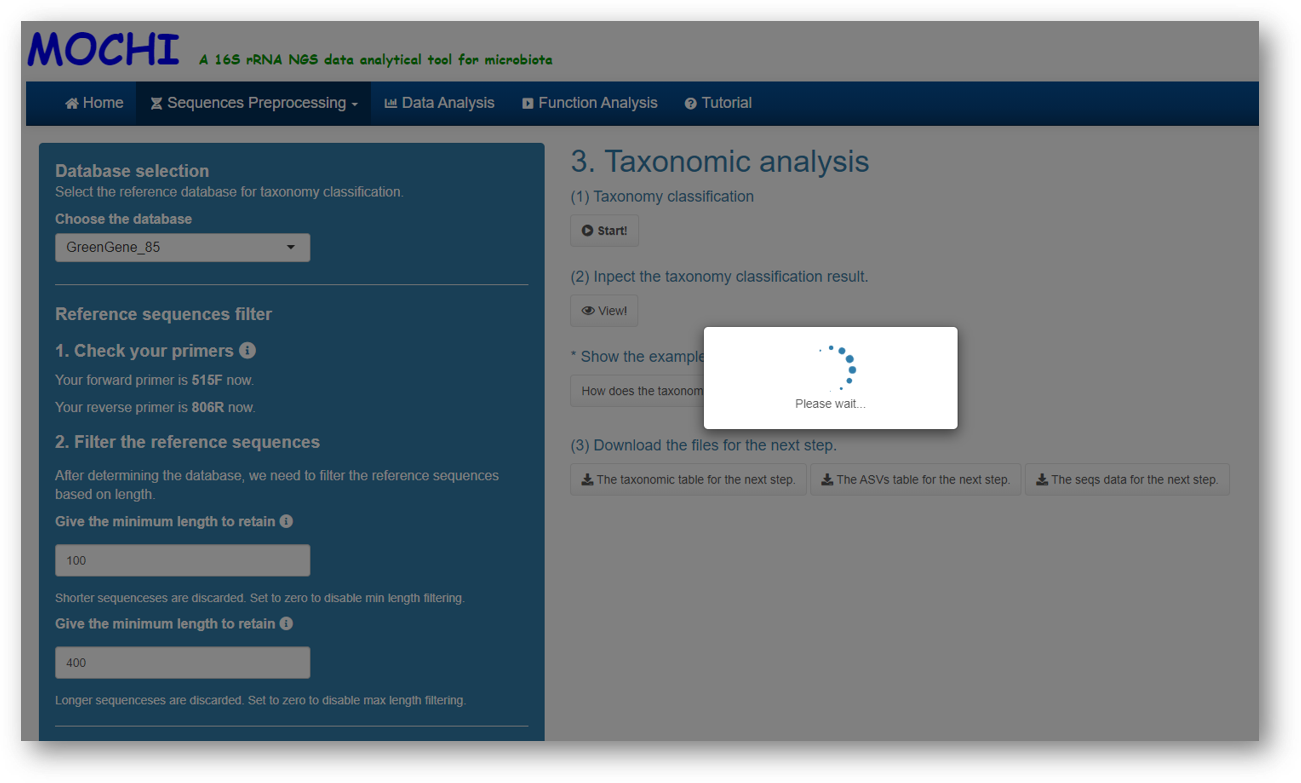 MOCHI A 16S rRNA NGS data analytical tool for microbiota
Home Sequences Preprocessing Data Analysis Function Analysis Tutorial
Database selection
Select the reference database for taxonomy classification.
Choose the database
GreenGene_85
Reference sequences filter
1. Check your primers
Your forward primer is 515F now.
Your reverse primer is 806R now.
2. Filter the reference sequences
After determining the database, we need to filter the reference sequences
based on length.
Give the minimum length to retain
100
Shorter sequenceses are discarded. Set to zero to disable min length filtering.
Give the minimum length to retain
400
Longer sequenceses are discarded. Set to zero to disable max length filtering.
3. Taxonomic analysis
(1) Taxonomy classification
Start!
(2) Inpect the taxonomy classification result.
View!
* Show the example
How does the taxonom
Please wait...
(3) Download the files for the next step.
The taxonomic table for the next step. The ASVs table for the next step. The seqs data for the next step.